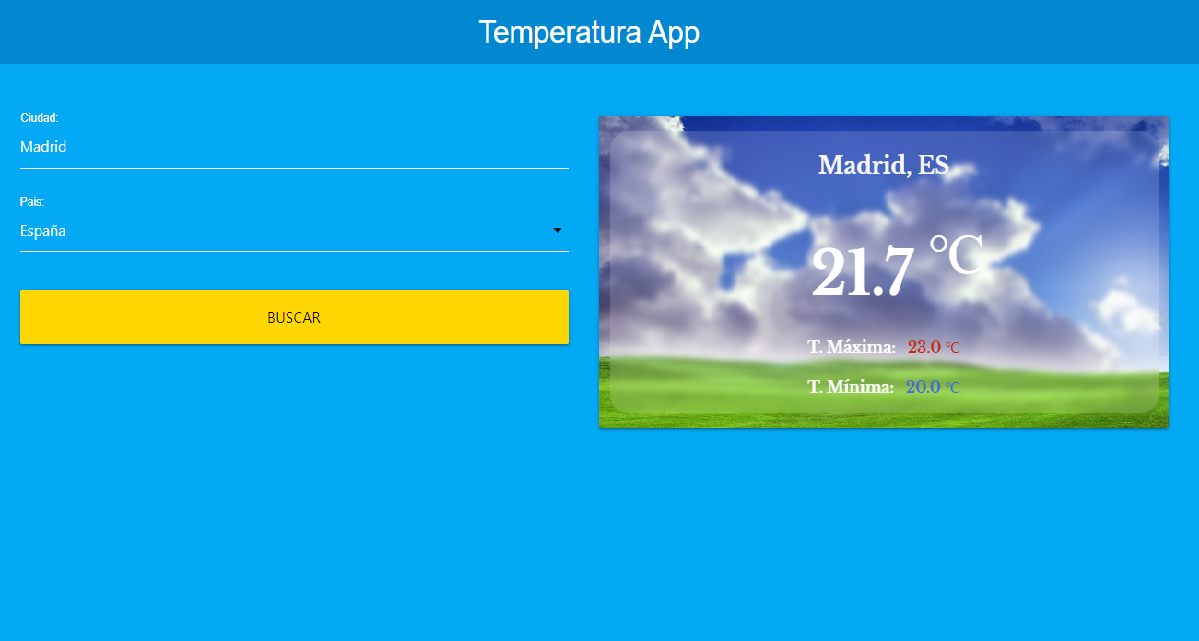 Temperatura App
Ciudad:
Madrid
Pais:
España
BUSCAR
Madrid, ES
21.7 °C
T. Máxima: 23.0 °C
T. Mínima: 20.0 °C